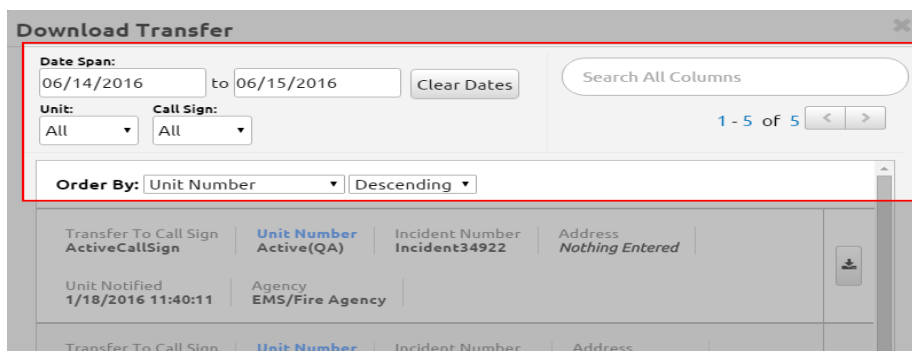 Download Transfer
Date Span:
06/14/2016 to 06/15/2016 Clear Dates
Search All Columns
Unit: Call Sign:
All All
1 - 5 of 5 < >
Order By: Unit Number Descending
Transfer To Call Sign Unit Number Incident Number Address
ActiveCallSign Active(QA) Incident34922 Nothing Entered
Unit Notified Agency
1/18/2016 11:40:11 EMS/Fire Agency
Transfer To Call Sign Unit Number Incident Number Address